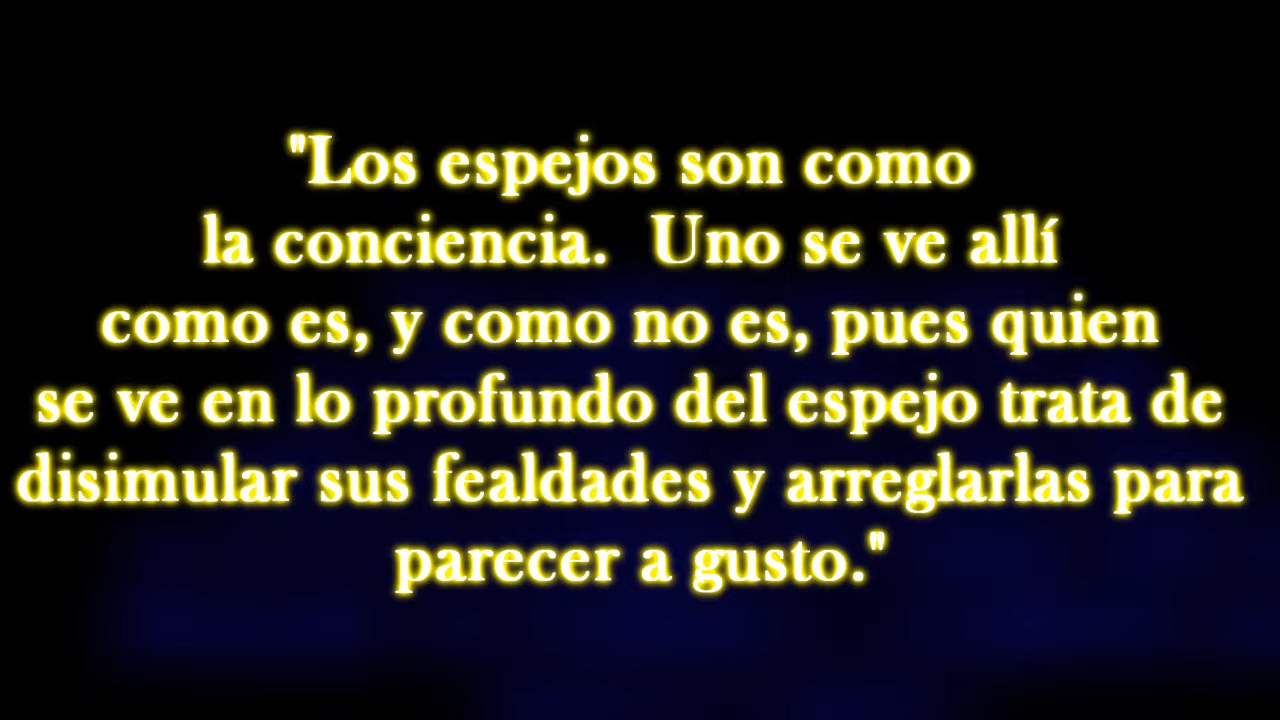 "Los espejos son como
la conciencia.  Uno se ve allí
como es, y como no es, pues quien
se ve en lo profundo del espejo trata de
disimular sus fealdades y arreglarlas para
parecer a gusto."